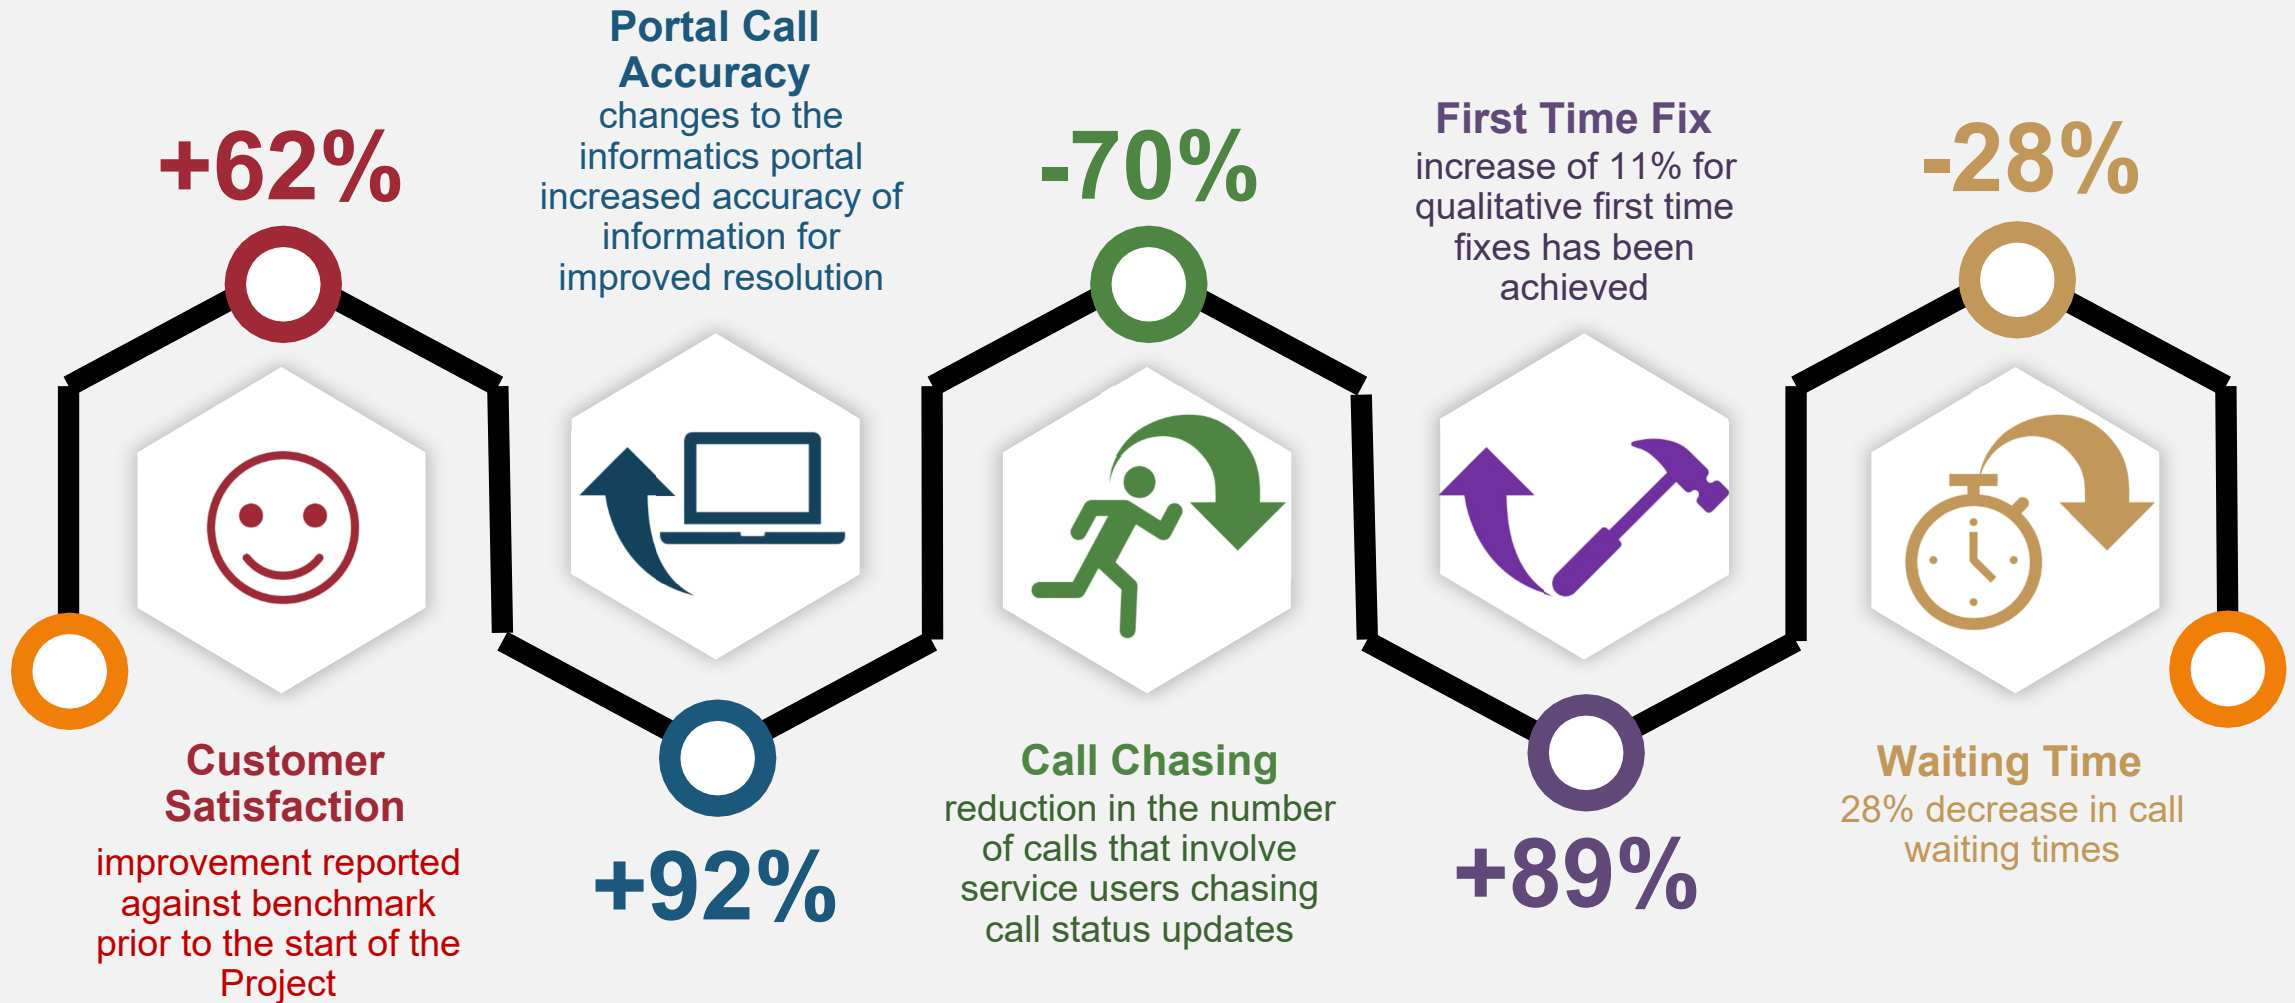 +62%
Customer
Satisfaction
improvement reported
against benchmark
prior to the start of the
Project
Portal Call
Accuracy
changes to the
informatics portal
increased accuracy of
information for
improved resolution
+92%
-70%
Call Chasing
reduction in the number
of calls that involve
service users chasing
call status updates
First Time Fix
increase of 11% for
qualitative first time
fixes has been
achieved
+89%
-28%
Waiting Time
28% decrease in call
waiting times